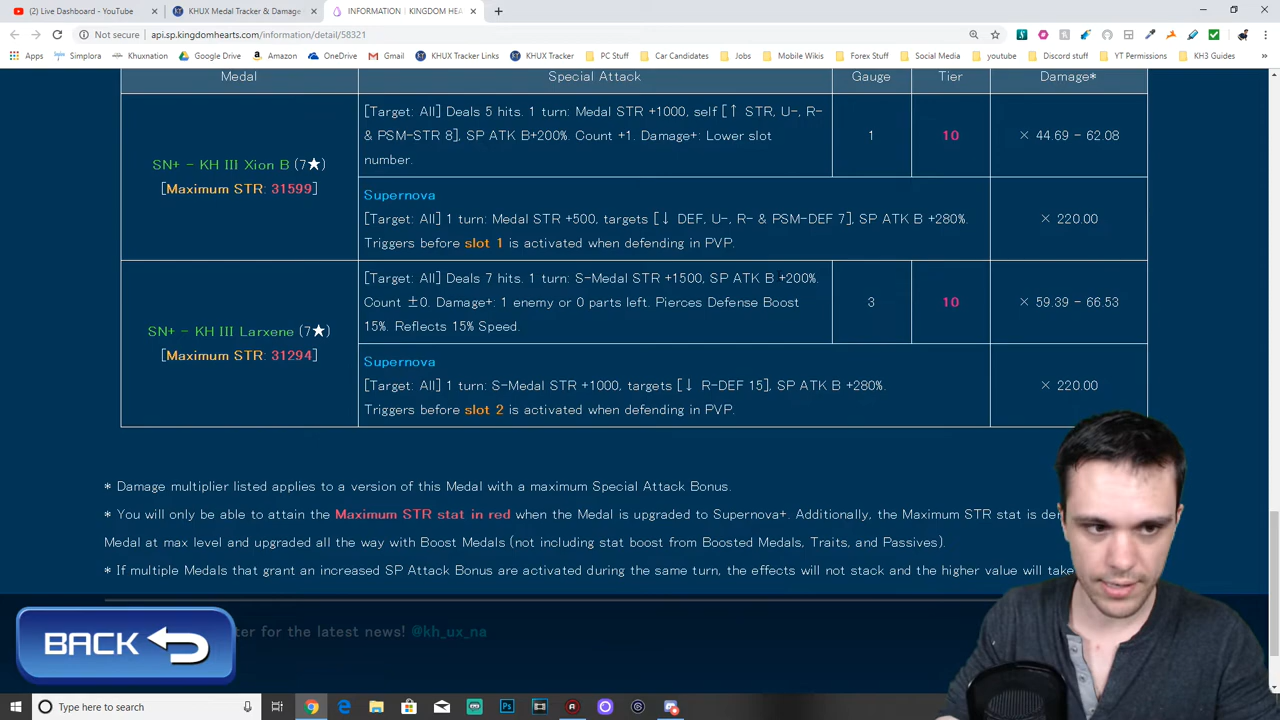 (2) Live Dashboard - YouTube
KHUX Medal Tracker & Damage
INFORMATION | KINGDOM HEA
Not secure | api.sp.kingdomhearts.com/information/detail/58321
Apps Simplora Khuxnation Google Drive Amazon OneDrive Gmail KHUX Tracker Links KHUX Tracker PC Stuff Car Candidates Jobs Mobile Wikis Forex Stuff Social Media youtube Discord stuff YT Permissions KH3 Guides
Medal Special Attack Gauge Tier Damage*
SN+ - KH III Xion B (7★)
[Maximum STR: 31599]
[Target: All] Deals 5 hits. 1 turn: Medal STR +1000, self [↑ STR, U-, R-
& PSM-STR 8], SP ATK B+200%. Count +1. Damage+: Lower slot
number.
1
10
× 44.69 - 62.08
Supernova
[Target: All] 1 turn: Medal STR +500, targets [↓ DEF, U-, R- & PSM-DEF 7], SP ATK B +280%.
Triggers before slot 1 is activated when defending in PVP.
× 220.00
SN+ - KH III Larxene (7★)
[Maximum STR: 31294]
[Target: All] Deals 7 hits. 1 turn: S-Medal STR +1500, SP ATK B +200%.
Count ±0. Damage+: 1 enemy or 0 parts left. Pierces Defense Boost
15%. Reflects 15% Speed.
3
10
× 59.39 - 66.53
Supernova
[Target: All] 1 turn: S-Medal STR +1000, targets [↓ R-DEF 15], SP ATK B +280%.
Triggers before slot 2 is activated when defending in PVP.
× 220.00
* Damage multiplier listed applies to a version of this Medal with a maximum Special Attack Bonus.
* You will only be able to attain the Maximum STR stat in red when the Medal is upgraded to Supernova+. Additionally, the Maximum STR stat is der
Medal at max level and upgraded all the way with Boost Medals (not including stat boost from Boosted Medals, Traits, and Passives).
* If multiple Medals that grant an increased SP Attack Bonus are activated during the same turn, the effects will not stack and the higher value will take
BACK
ter for the latest news! @kh_ux_na
Type here to search